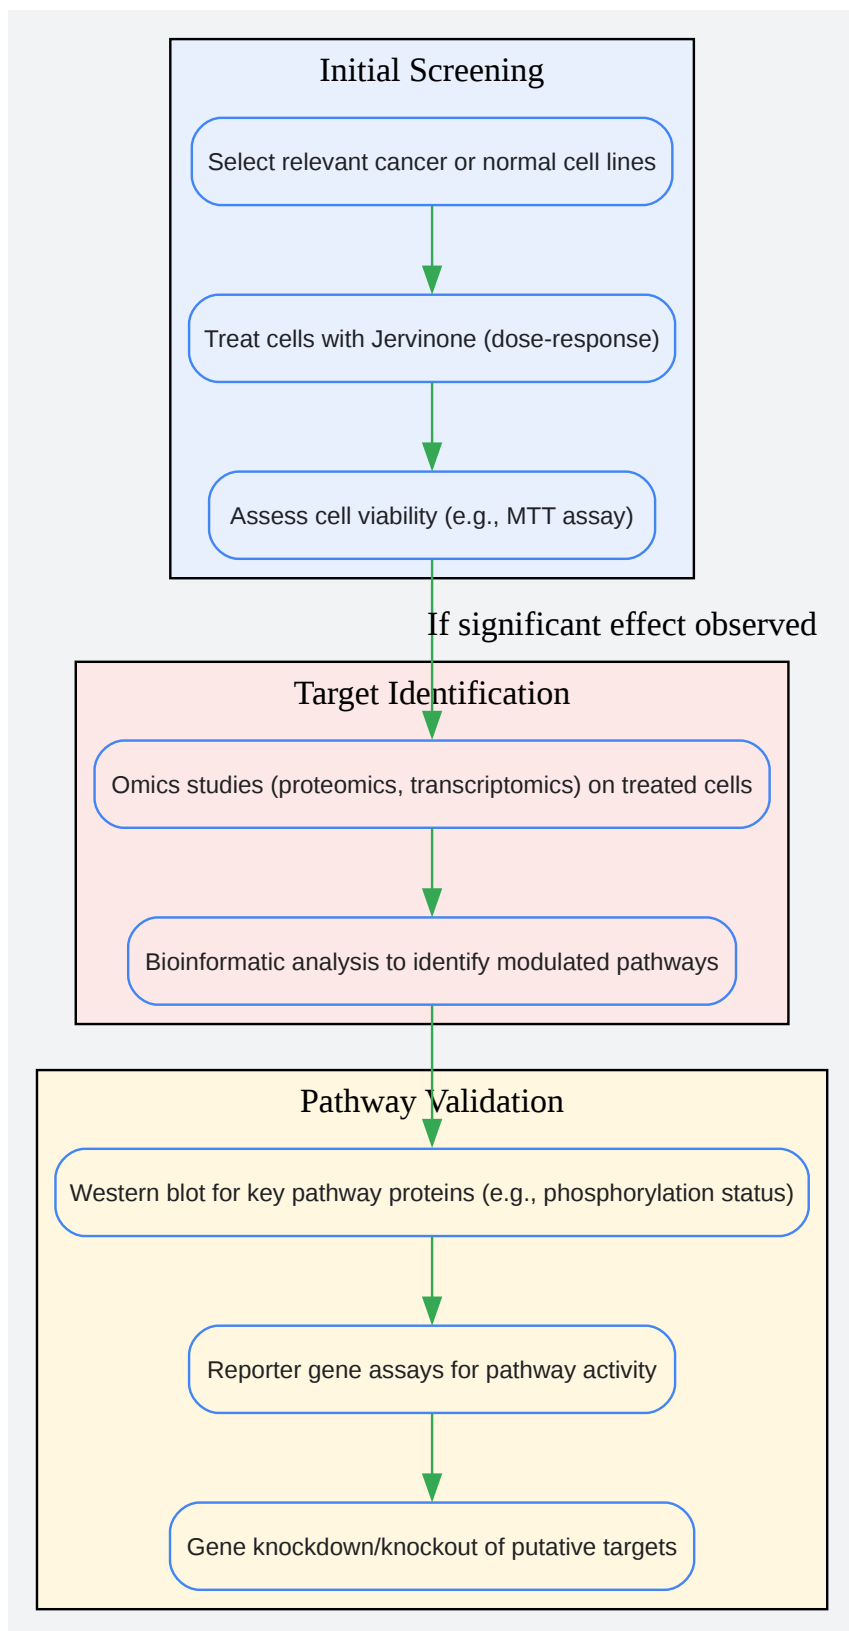 Initial Screening
Select relevant cancer or normal cell lines
Treat cells with Jervinone (dose-response)
Assess cell viability (e.g., MTT assay)
If significant effect observed
Target Identification
Omics studies (proteomics, transcriptomics) on treated cells
Bioinformatic analysis to identify modulated pathways
Pathway Validation
Western blot for key pathway proteins (e.g., phosphorylation status)
Reporter gene assays for pathway activity
Gene knockdown/knockout of putative targets